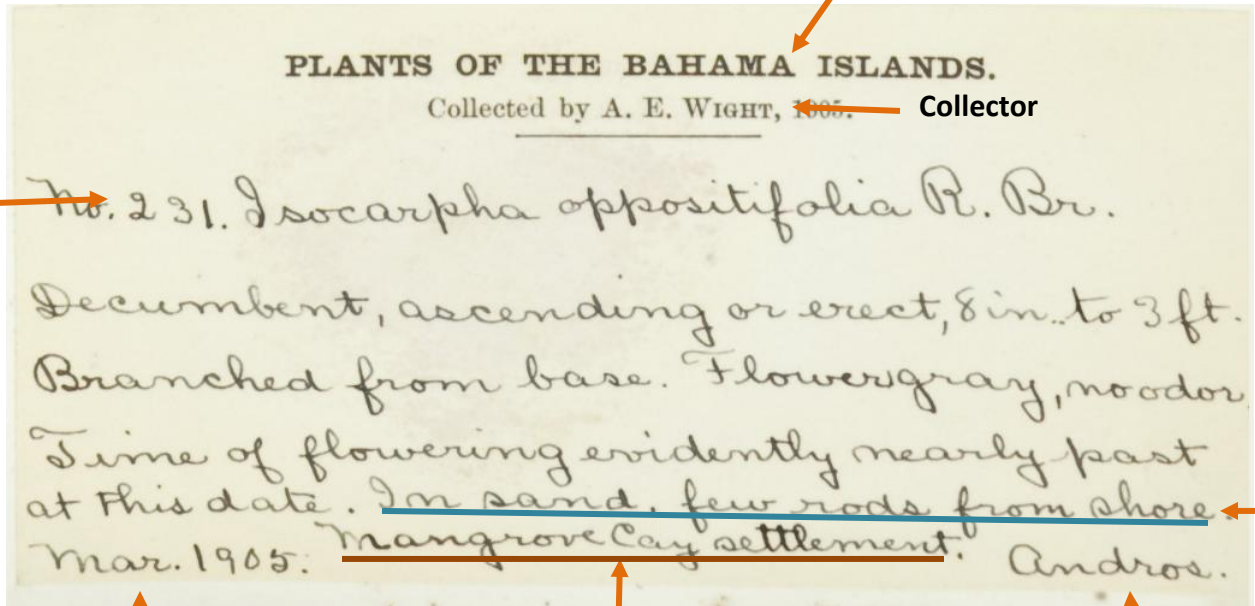 PLANTS OF THE BAHAMA ISLANDS.
Collected by A. E. WIGHT, 1905.
Collector
No. 231. Isocarpha oppositifolia R. Br.
Decumbent, ascending or erect, 8 in. to 3 ft.
Branched from base. Flowers gray, no odor
Time of flowering evidently nearly past
at this date. In sand, few rods from shore.
Mar. 1905. Mangrove Cay settlement. Andros.